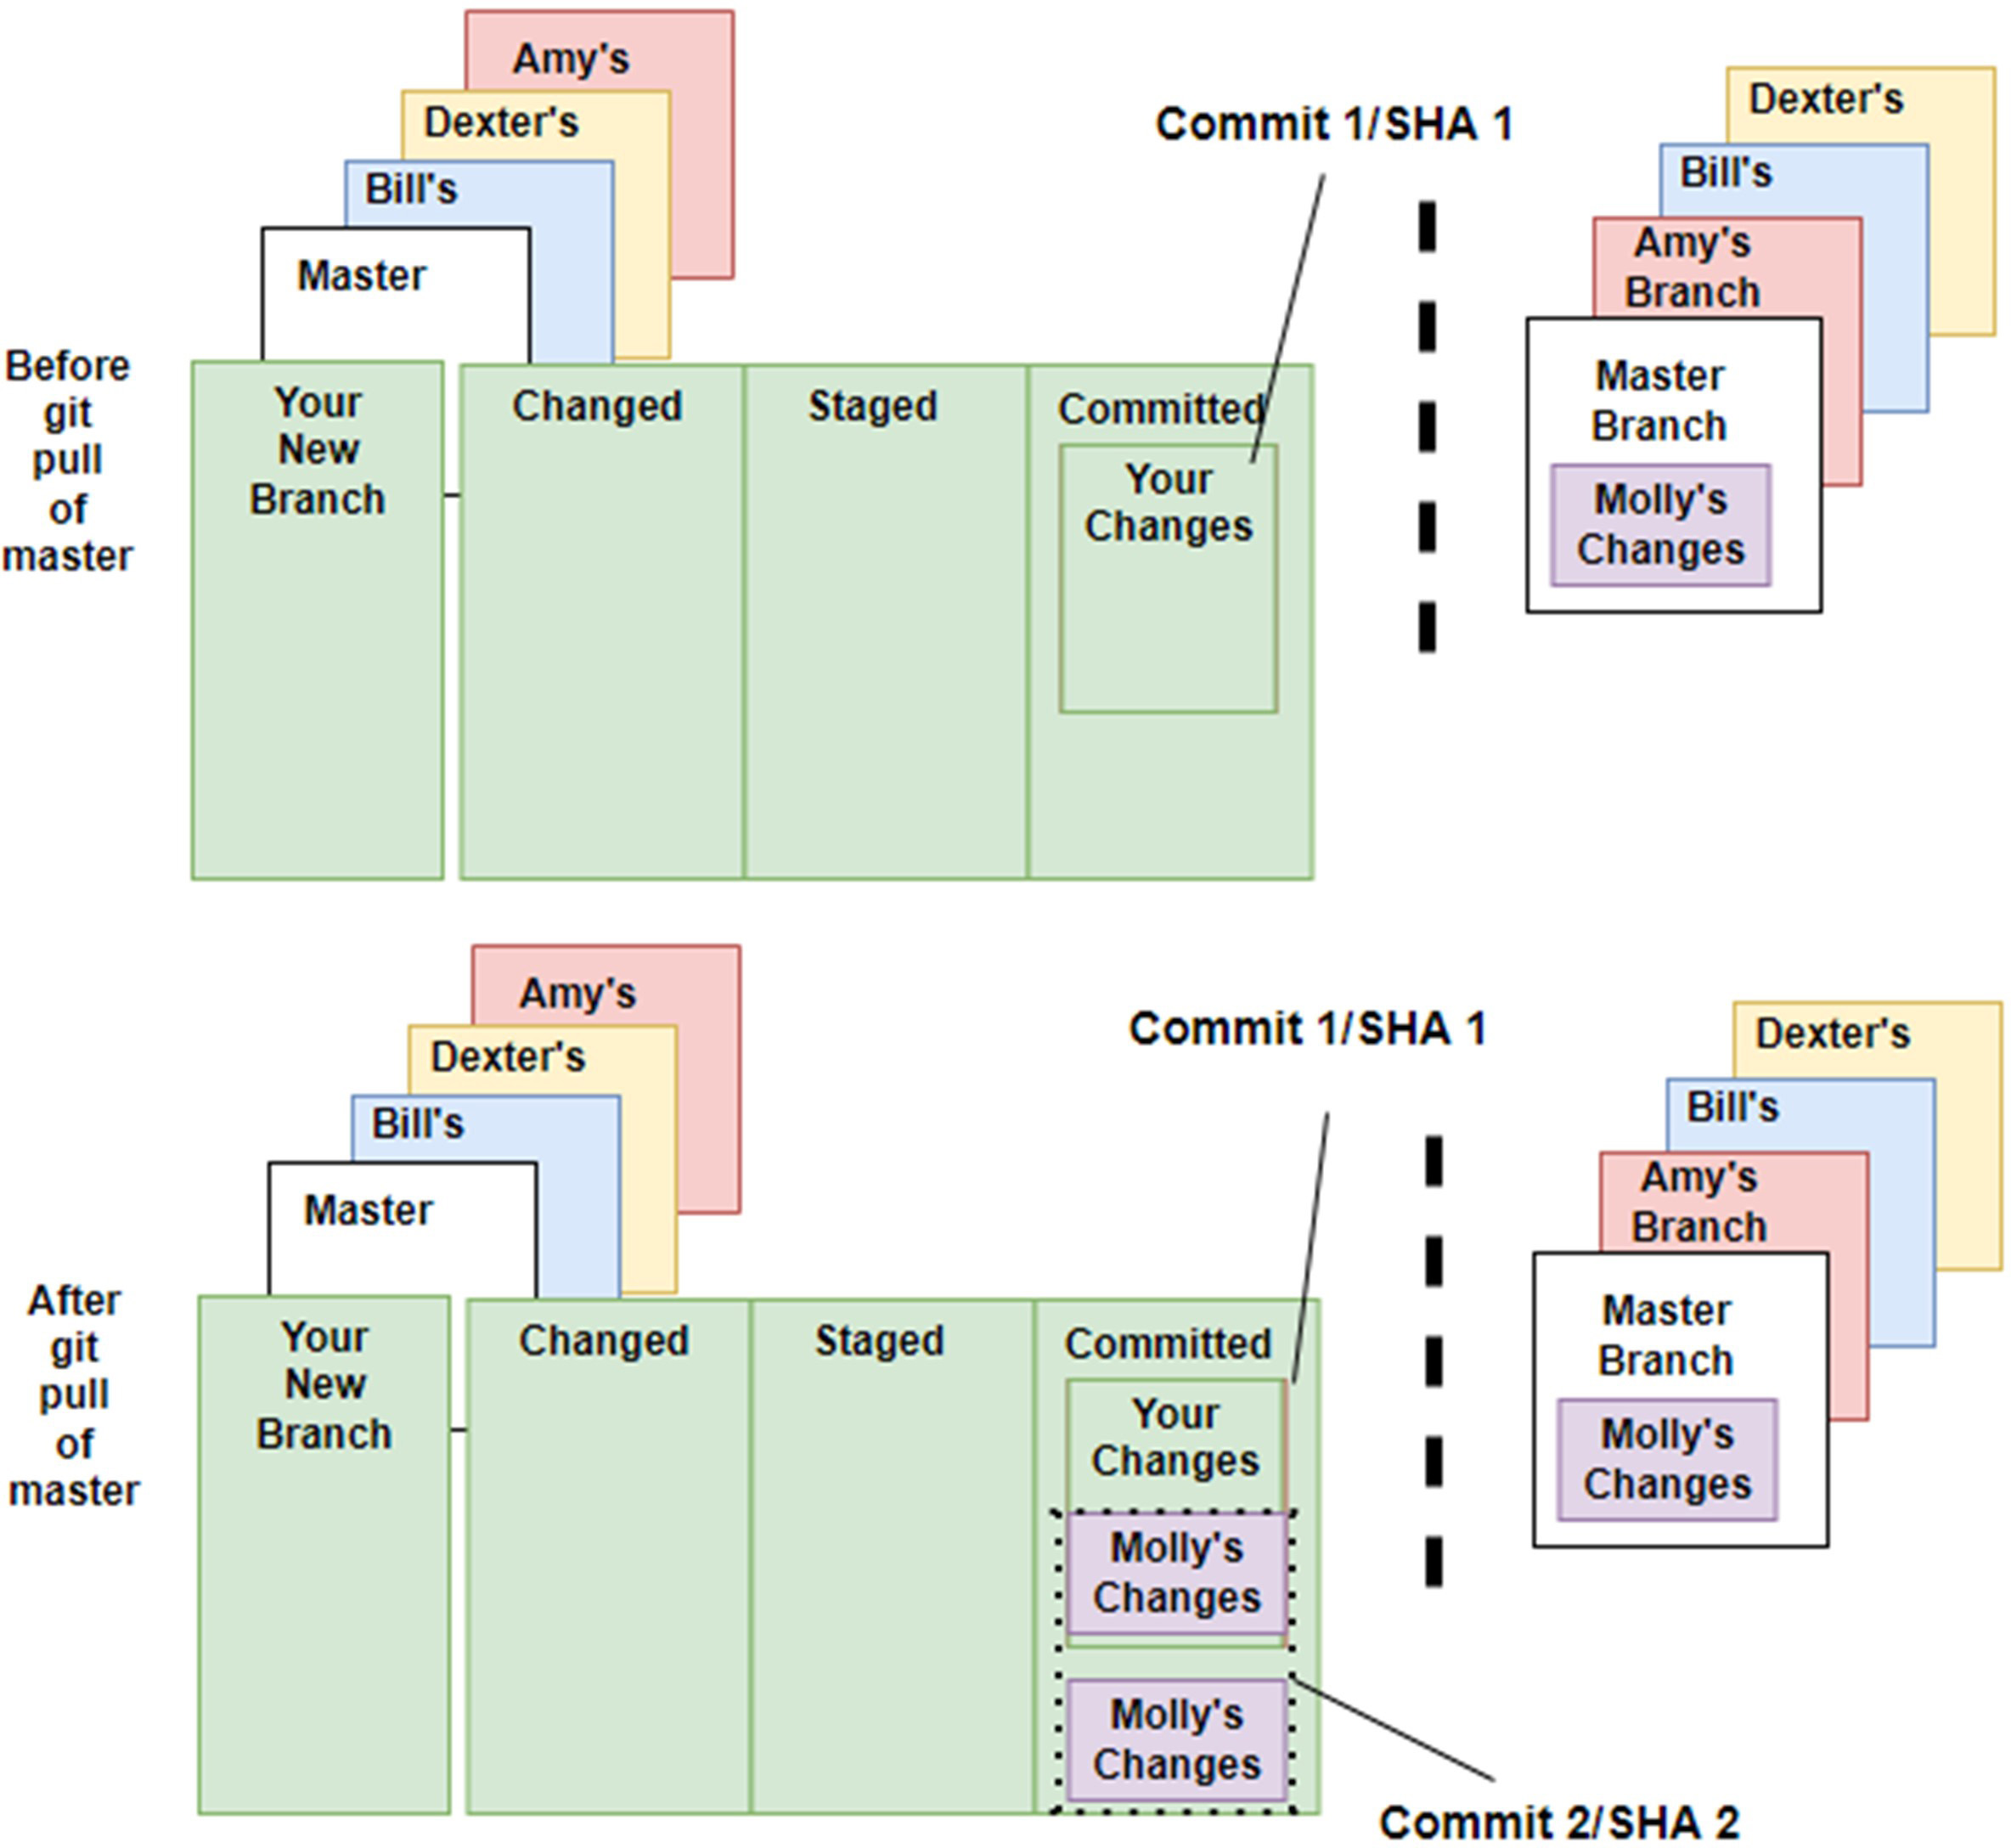 Amy's
Dexter's
Bill's
Master
Before
git
pull
of
master
Your
New
Branch
Changed
Staged
Committed
Your
Changes
Commit 1/SHA 1
Dexter's
Bill's
Amy's
Branch
Master
Branch
Molly's
Changes
Amy's
Dexter's
Bill's
Master
After
git
pull
of
master
Your
New
Branch
Changed
Staged
Committed
Your
Changes
Molly's
Changes
Molly's
Changes
Commit 1/SHA 1
Commit 2/SHA 2
Dexter's
Bill's
Amy's
Branch
Master
Branch
Molly's
Changes